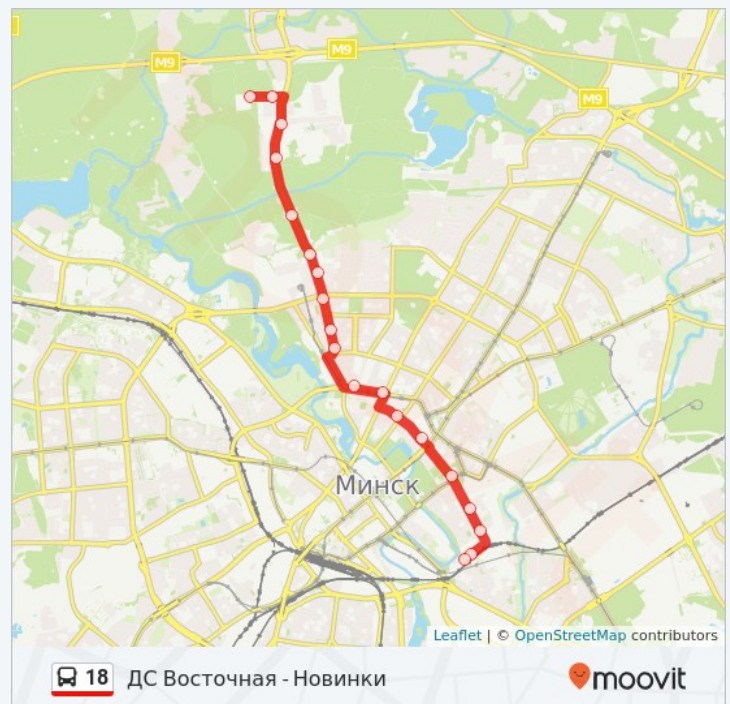 M9
M9
M9
Минск
Leaflet | © OpenStreetMap contributors
18 ДС Восточная - Новинки
moovit